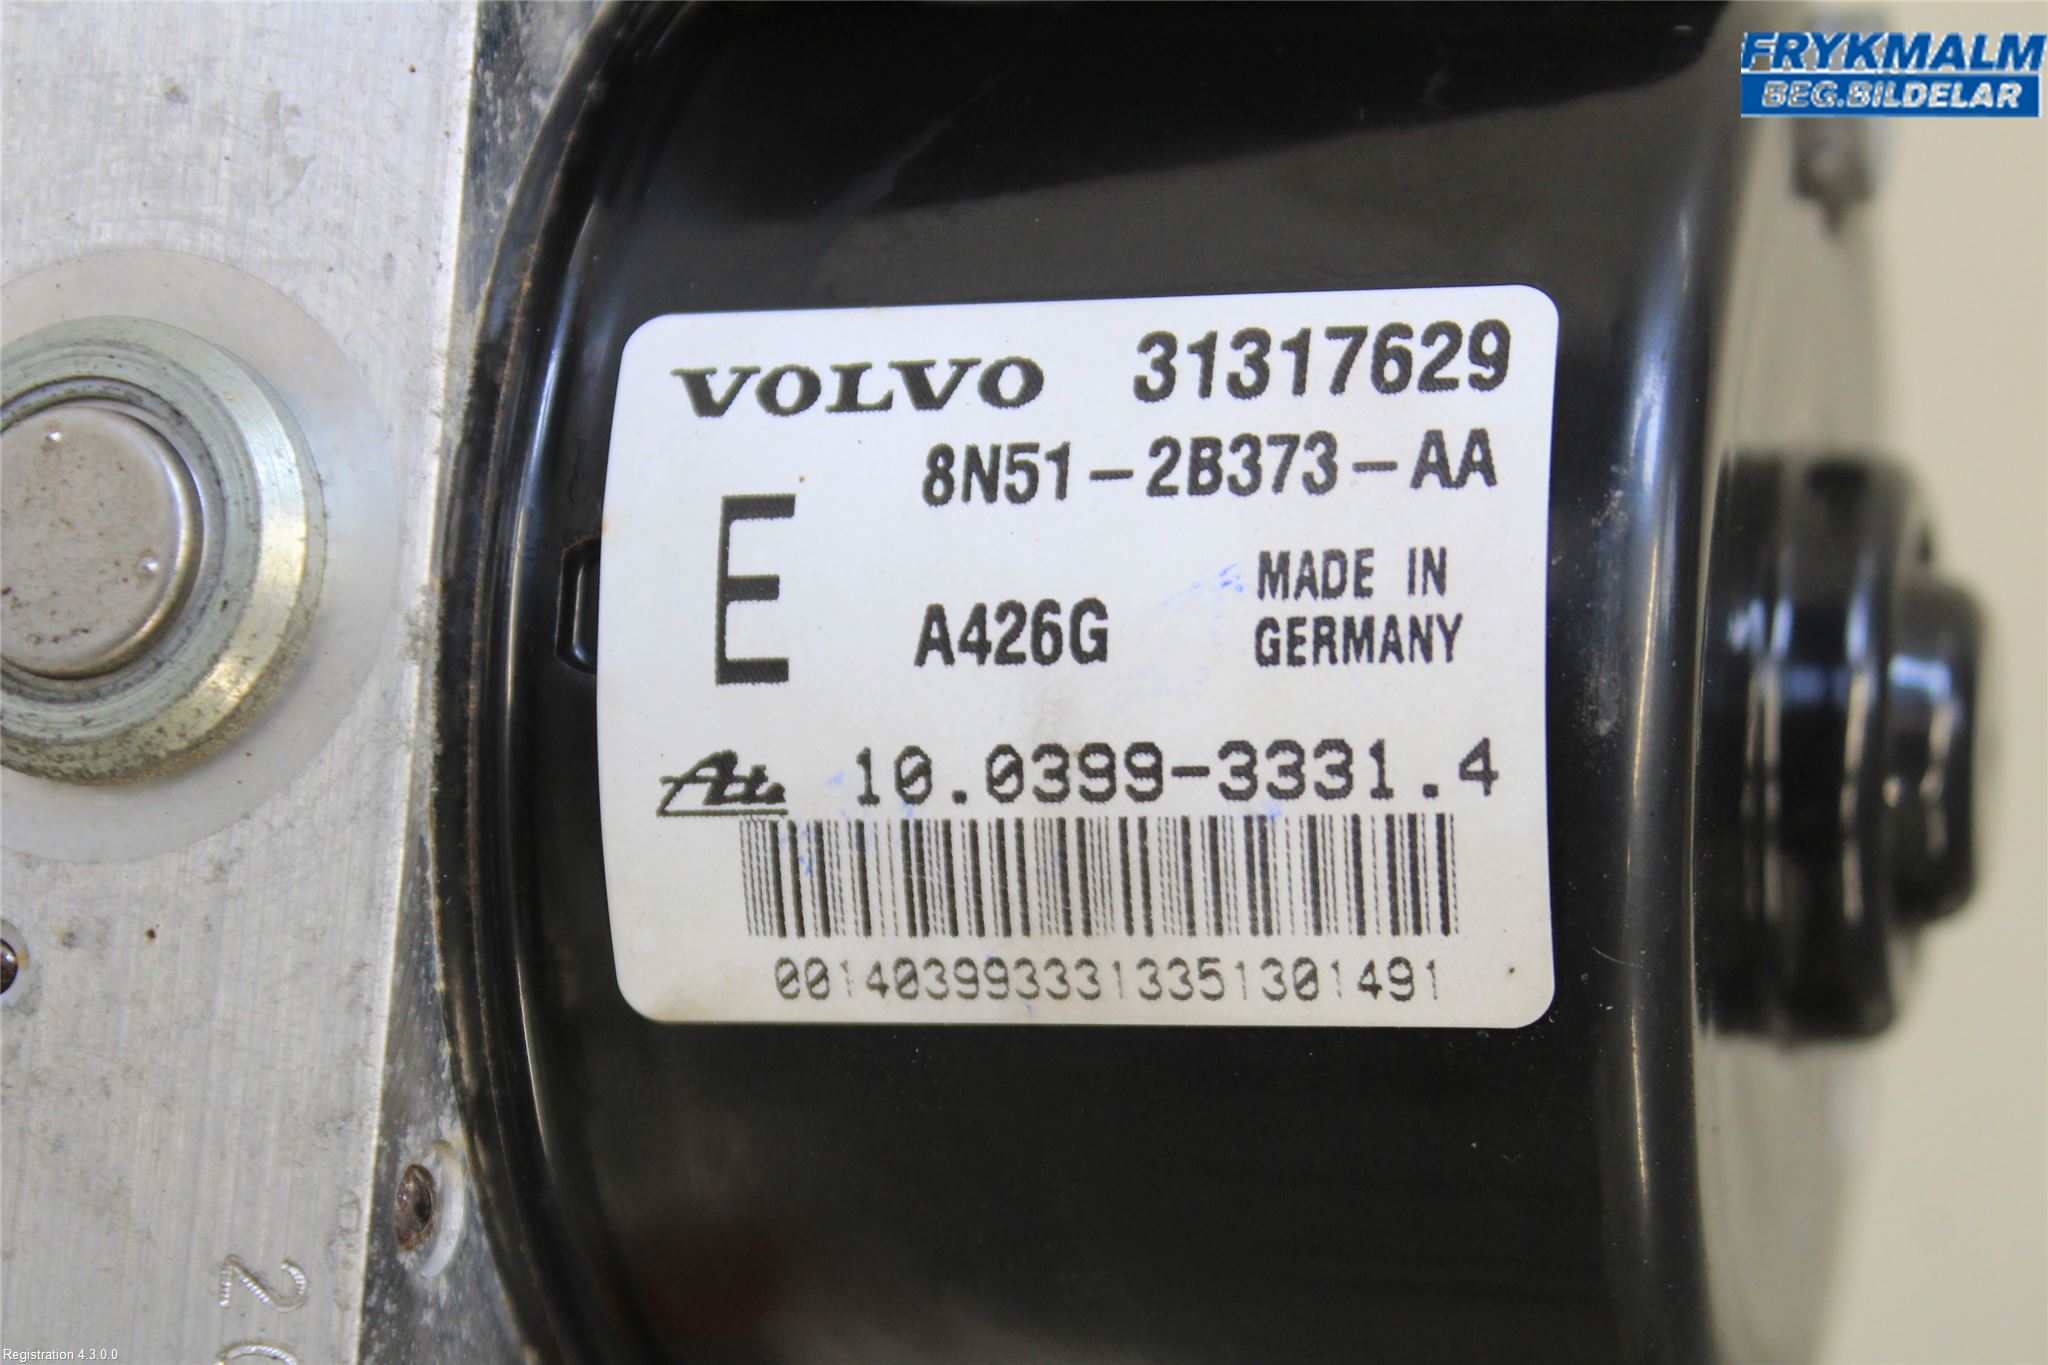 FRYKMALM
BEG.BILDELAR
VOLVO 31317629
8N51-2B373-AA
E
A426G
MADE IN
GERMANY
Ate 10.0399-3331.4
00140399333133513014 91
20
Registration 4.3.0.0